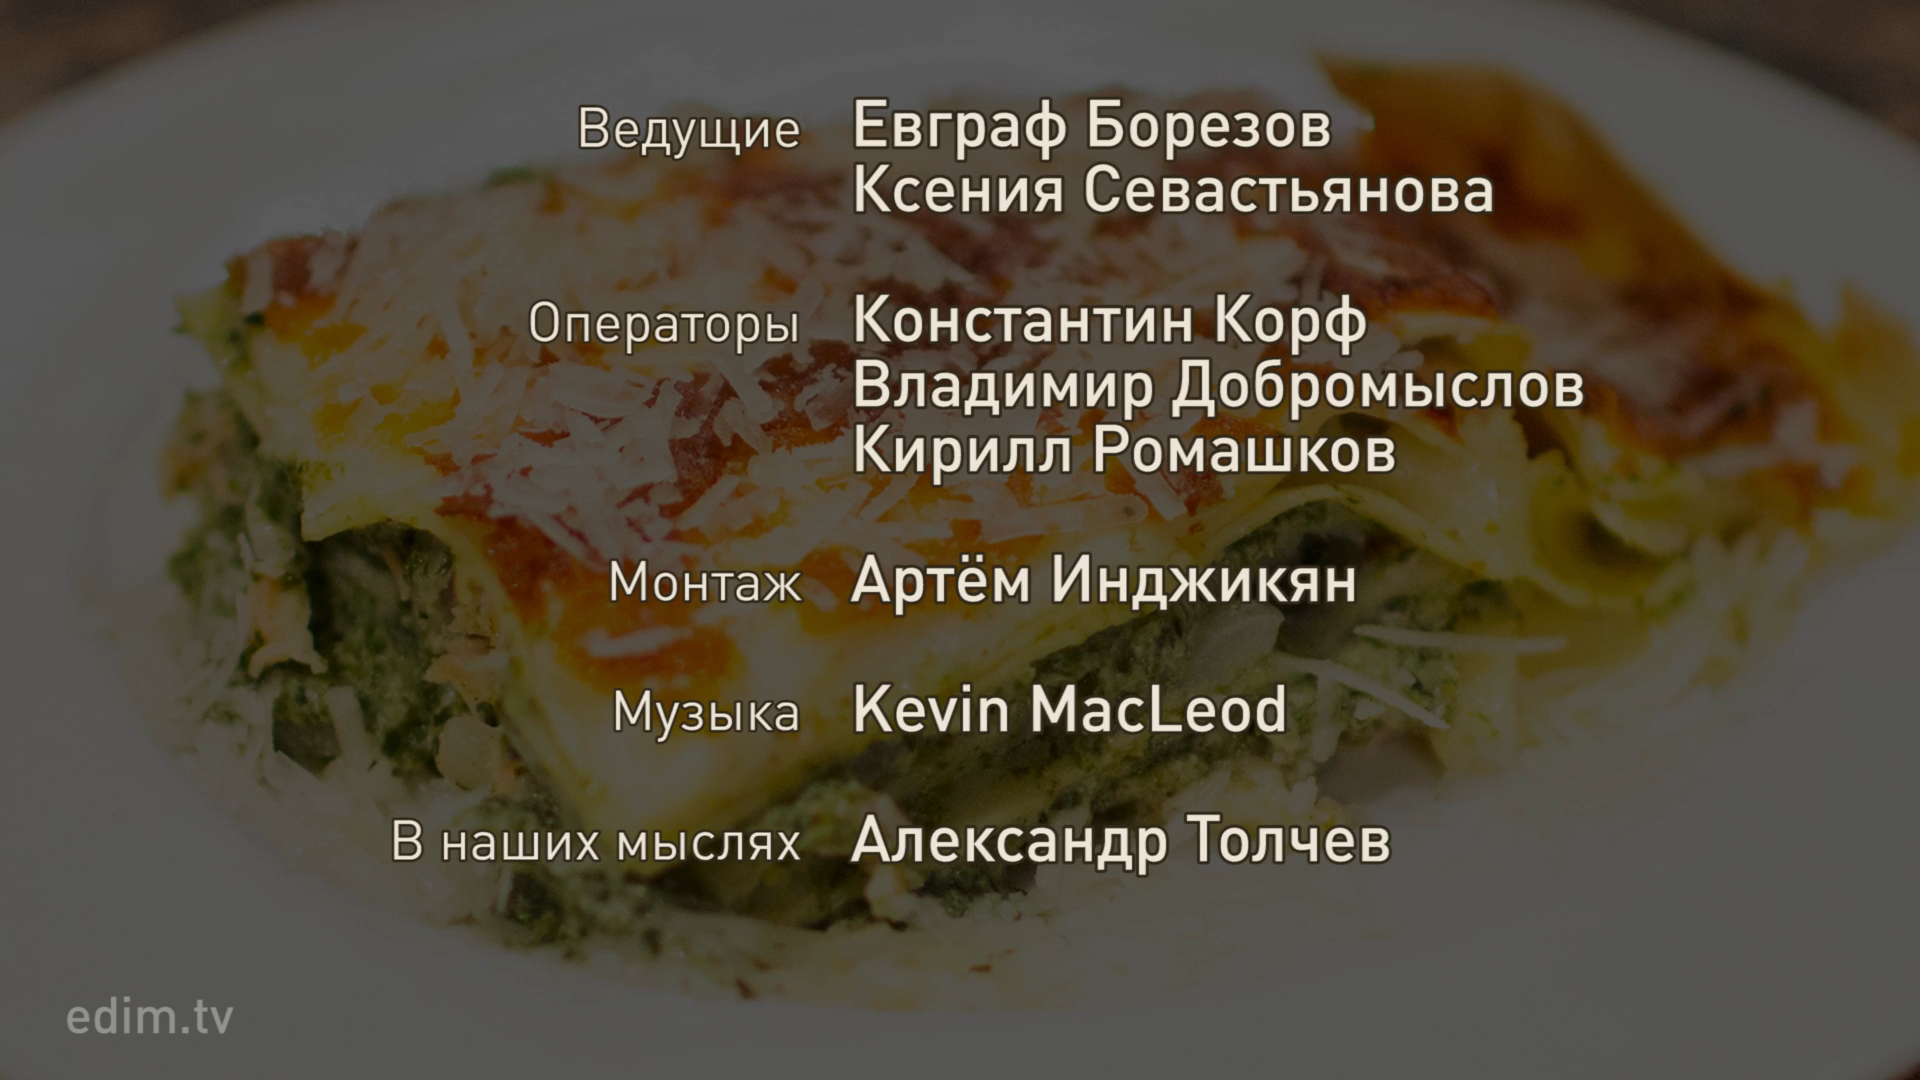 Ведущие Евграф Борезов
Ксения Севастьянова
Операторы Константин Корф
Владимир Добромыслов
Кирилл Ромашков
Монтаж Артём Инджикян
Музыка Kevin MacLeod
В наших мыслях Александр Толчев
edim.tv